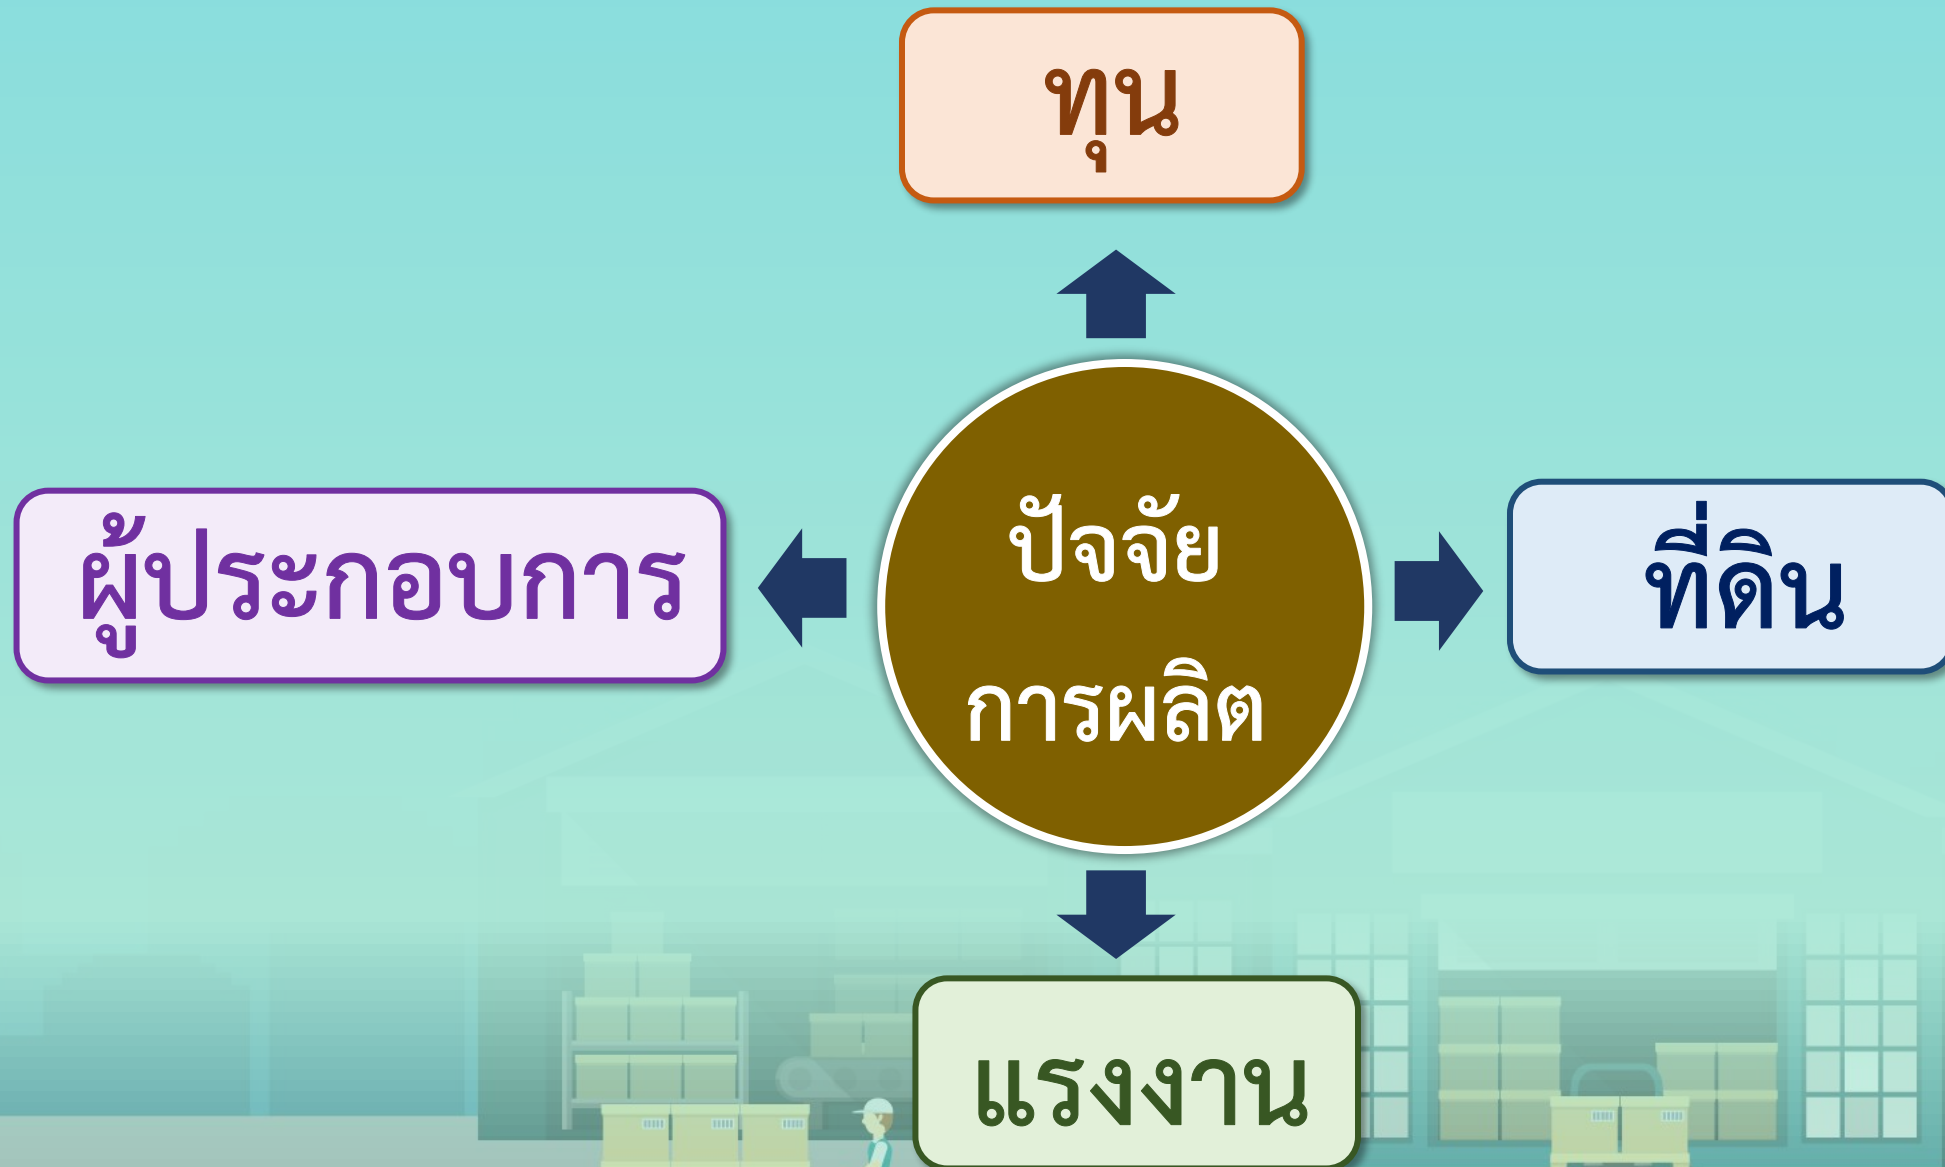 ทุน
ผู้ประกอบการ
ปัจจัย
การผลิต
ที่ดิน
แรงงาน